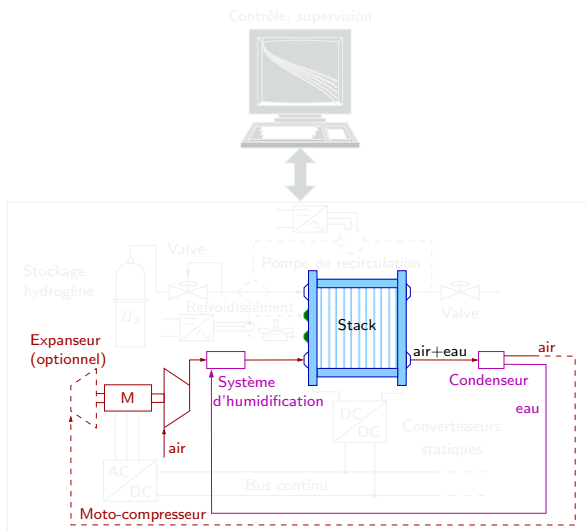 Contrôle, supervision
Pompe de recirculation
Valve
Stockage
hydrogène
H2
Refroidissement
Valve
Stack
Expanseur
(optionnel)
air+eau
air
M
Système
d'humidification
Condenseur
eau
air
DC
DC
Convertisseurs
statiques
AC
DC
Bus continu
Moto-compresseur